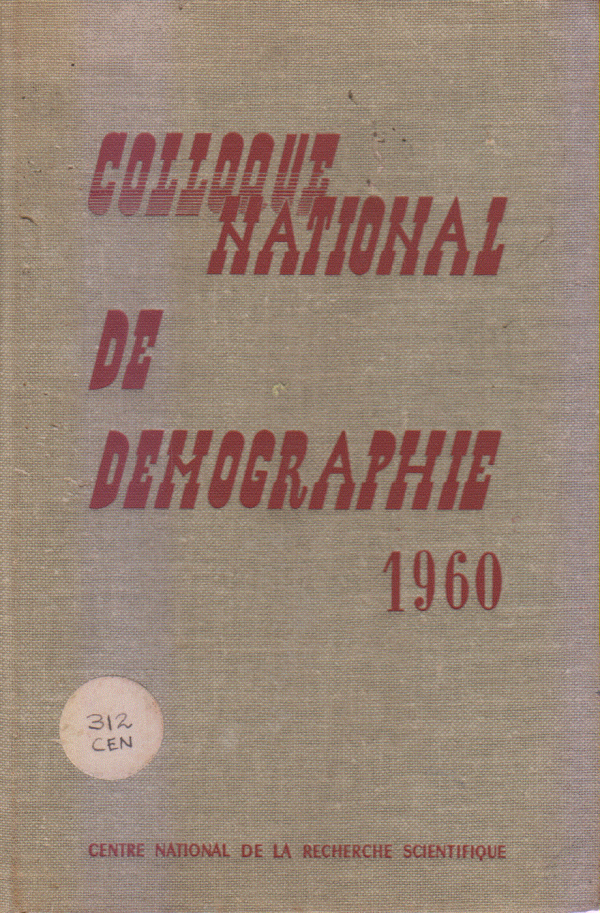 COLLOQUE
NATIONAL
DE
DEMOGRAPHIE
1960
312
CEN
CENTRE NATIONAL DE LA RECHERCHE SCIENTIFIQUE